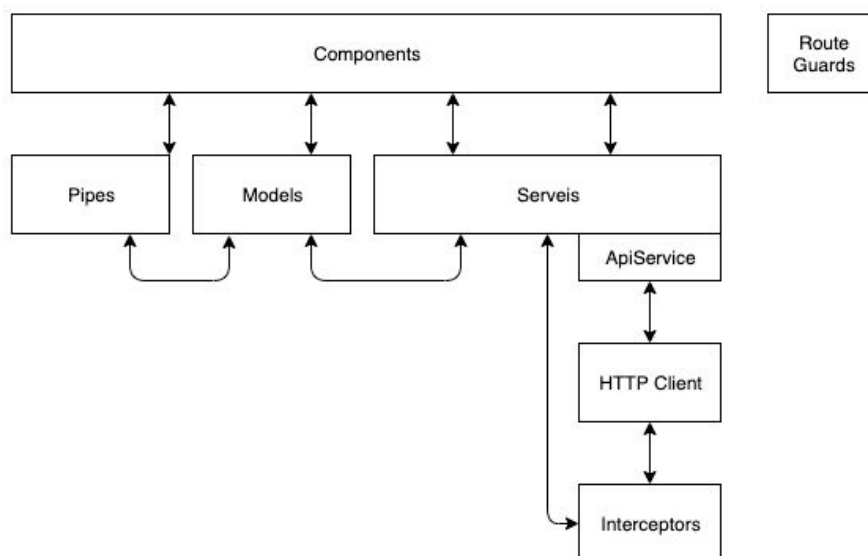 Components
Route
Guards
Pipes
Models
Serveis
ApiService
HTTP Client
Interceptors